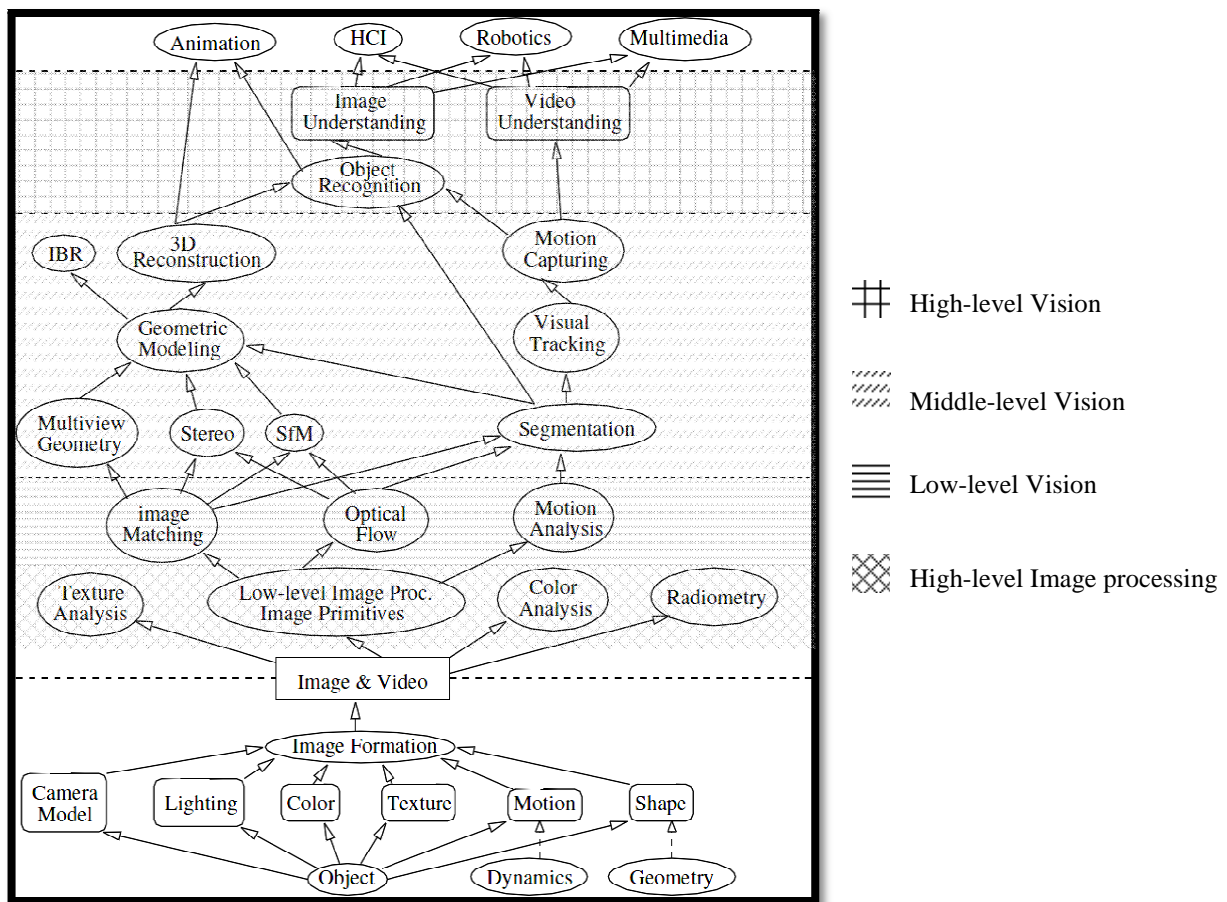 Animation
HCI
Robotics
Multimedia
Image
Understanding
Video
Understanding
Object
Recognition
IBR
3D
Reconstruction
Motion
Capturing
Geometric
Modeling
Visual
Tracking
Multiview
Geometry
Stereo
SfM
Segmentation
image
Matching
Optical
Flow
Motion
Analysis
Texture
Analysis
Low-level Image Proc.
Image Primitives
Color
Analysis
Radiometry
Image & Video
Image Formation
Camera
Model
Lighting
Color
Texture
Motion
Shape
Object
Dynamics
Geometry
High-level Vision
Middle-level Vision
Low-level Vision
High-level Image processing